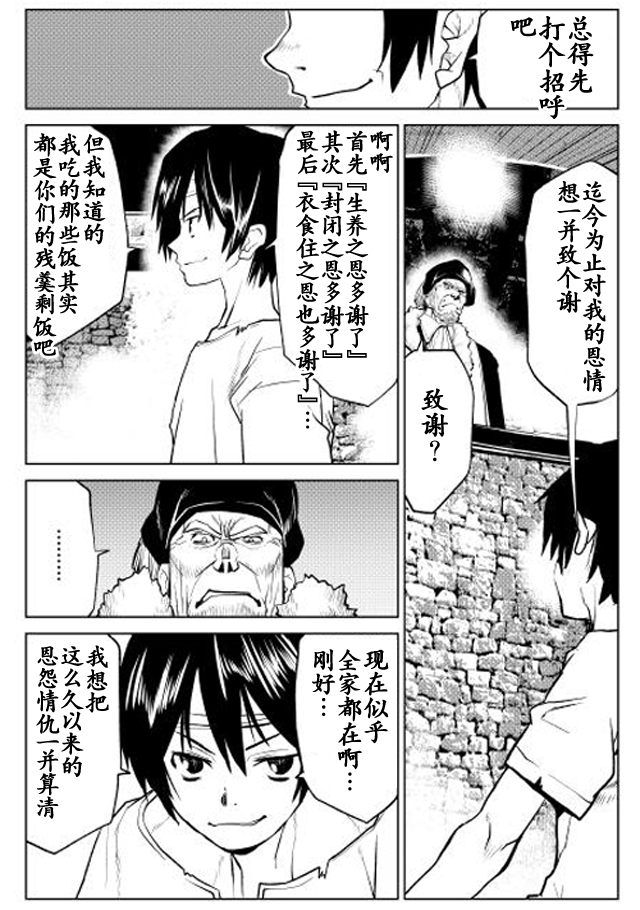 总得先
打个招呼
吧
迄今为止对我的恩情
想一并致个谢
致谢？
啊啊
首先『生养之恩多谢了』
其次『封闭之恩多谢了』
最后『衣食住之恩也多谢了』…
但我知道的
我吃的那些饭其实
都是你们的残羹剩饭吧
………
现在似乎
全家都在啊…
刚好…
我想把
这么久以来的
恩怨情仇一并算清